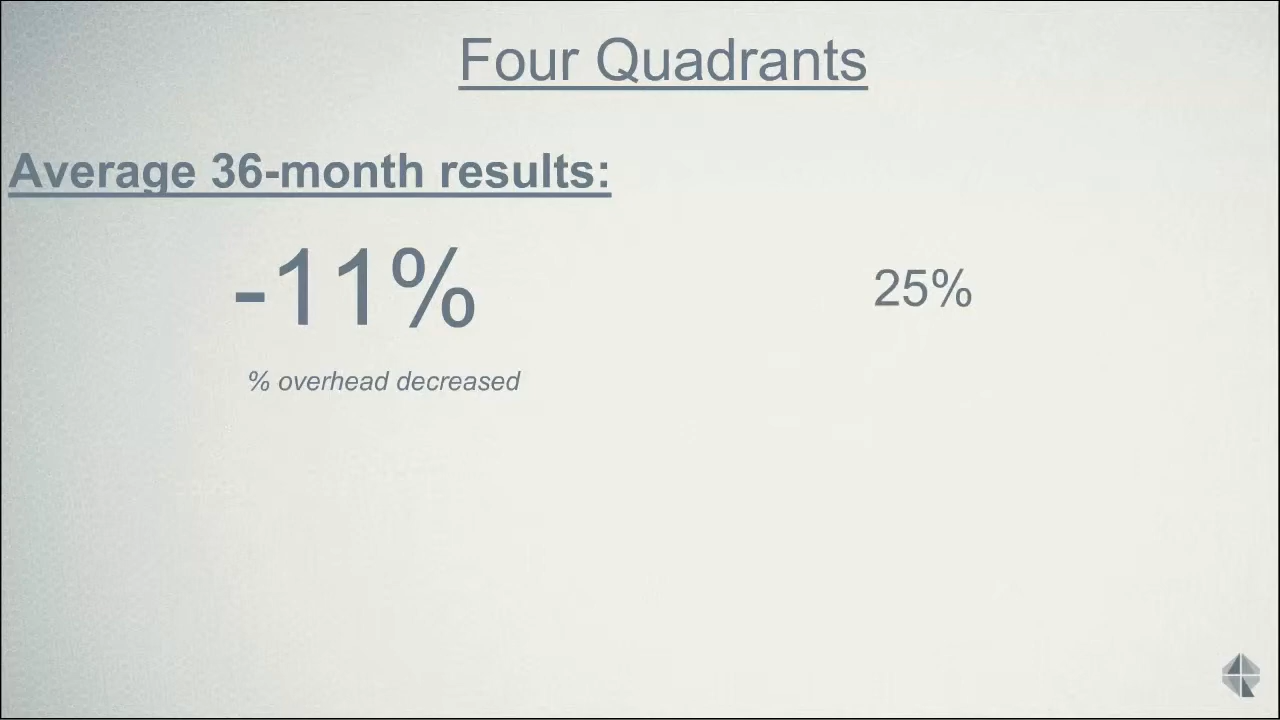 Four Quadrants
Average 36-month results:
-11%
25%
% overhead decreased